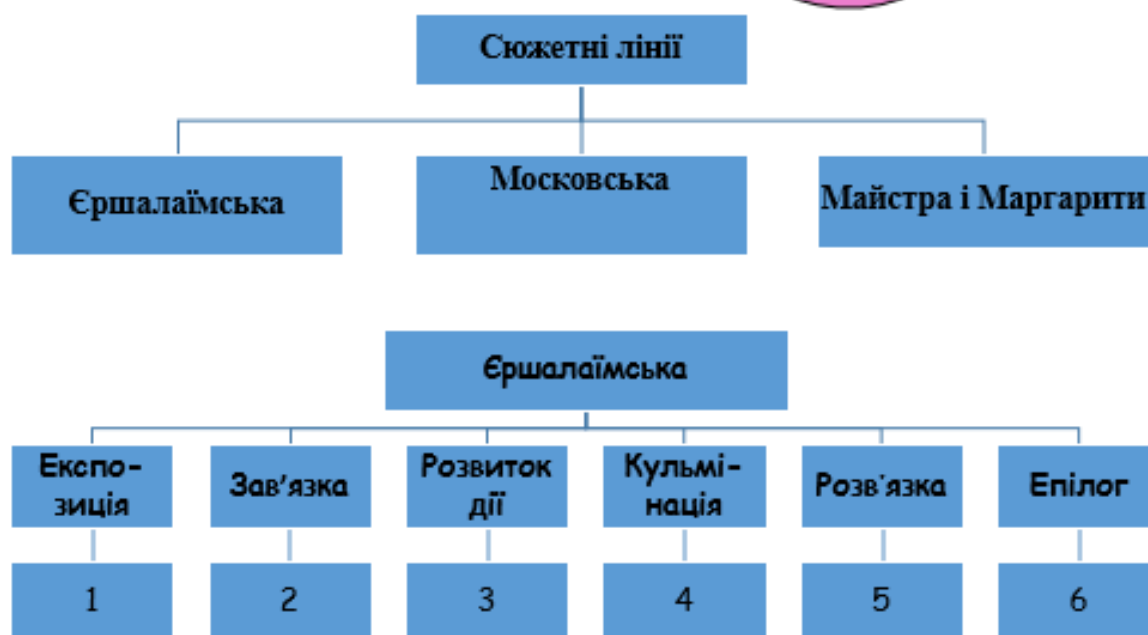 Сюжетні лінії
Єршалаїмська
Московська
Майстра і Маргарити
Єршалаїмська
Експо-
зиція
Зав’язка
Розвиток
дії
Кульмі-
нація
Розв'язка
Епілог
1
2
3
4
5
6